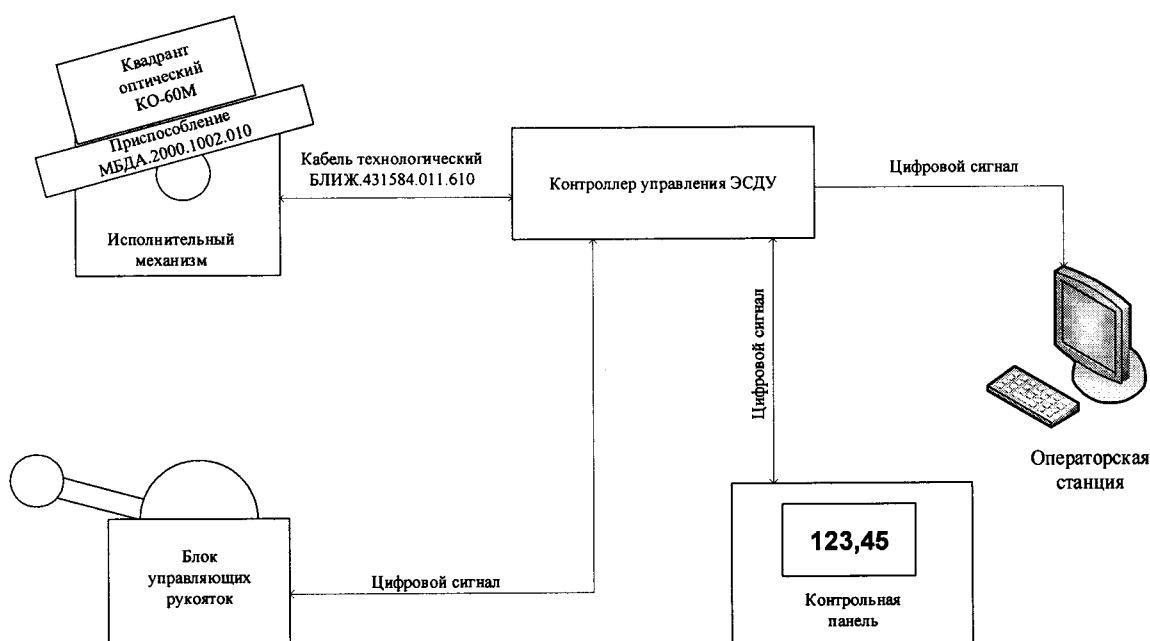 Квадрант
оптический
КО-60М
Приспособление
МБДА.2000.1002.010
Исполнительный
механизм
Кабель технологический
БЛИЖ.431584.011.610
Контроллер управления ЭСДУ
Цифровой сигнал
Цифровой сигнал
Операторская
станция
Блок
управляющих
рукояток
Цифровой сигнал
123,45
Контрольная
панель